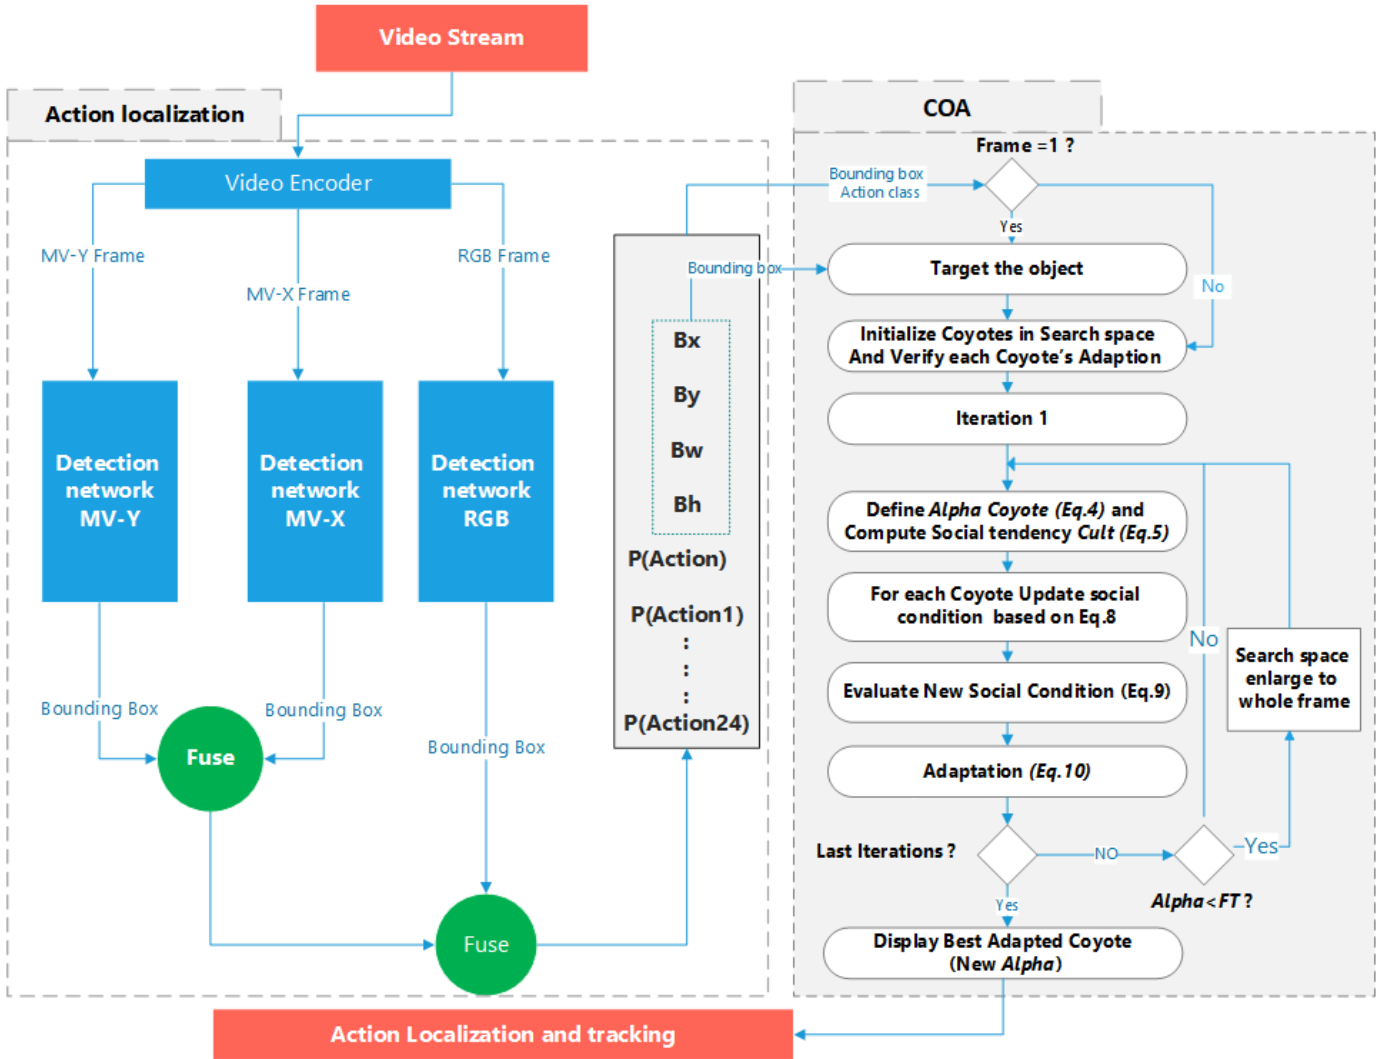 Video Stream
Action localization
Video Encoder
MV-Y Frame
MV-X Frame
RGB Frame
Detection
network
MV-Y
Detection
network
MV-X
Detection
network
RGB
Bounding Box
Bounding Box
Bounding Box
Fuse
Fuse
Bx
By
Bw
Bh
P(Action)
P(Action1)
:
:
:
P(Action24)
Bounding box
Action class
Bounding box
COA
Frame =1 ?
Yes
No
Target the object
Initialize Coyotes in Search space
And Verify each Coyote's Adaption
Iteration 1
Define Alpha Coyote (Eq.4) and
Compute Social tendency Cult (Eq.5)
For each Coyote Update social
condition based on Eq.8
Evaluate New Social Condition (Eq.9)
Adaptation (Eq.10)
Last Iterations ?
NO
Yes
Alpha<FT ?
No
Yes
Search space
enlarge to
whole frame
Display Best Adapted Coyote
(New Alpha)
Action Localization and tracking